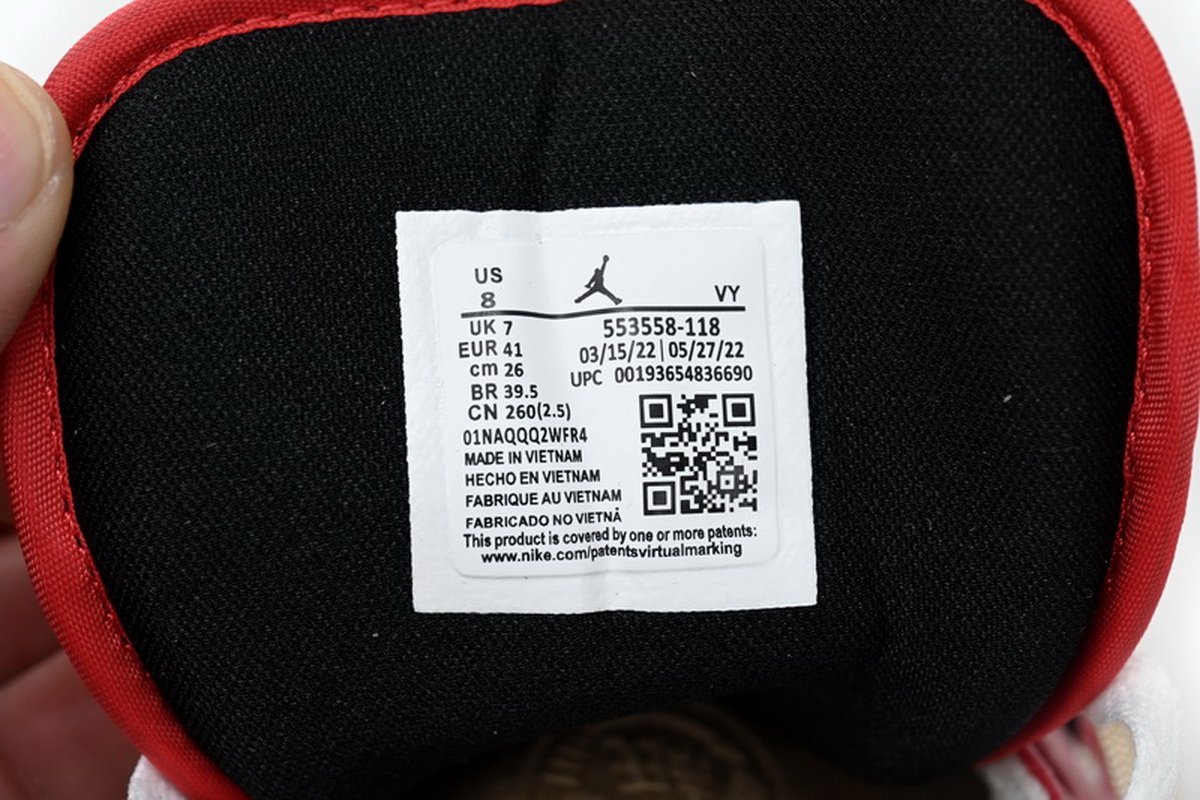 US
8
VY
UK 7
553558-118
EUR 41
03/15/22 | 05/27/22
cm 26
UPC 00193654836690
BR 39.5
CN 260(2.5)
01NAQQQ2WFR4
MADE IN VIETNAM
HECHO EN VIETNAM
FABRIQUE AU VIETNAM
FABRICADO NO VIETNÃ
This product is covered by one or more patents:
www.nike.com/patentsvirtualmarking